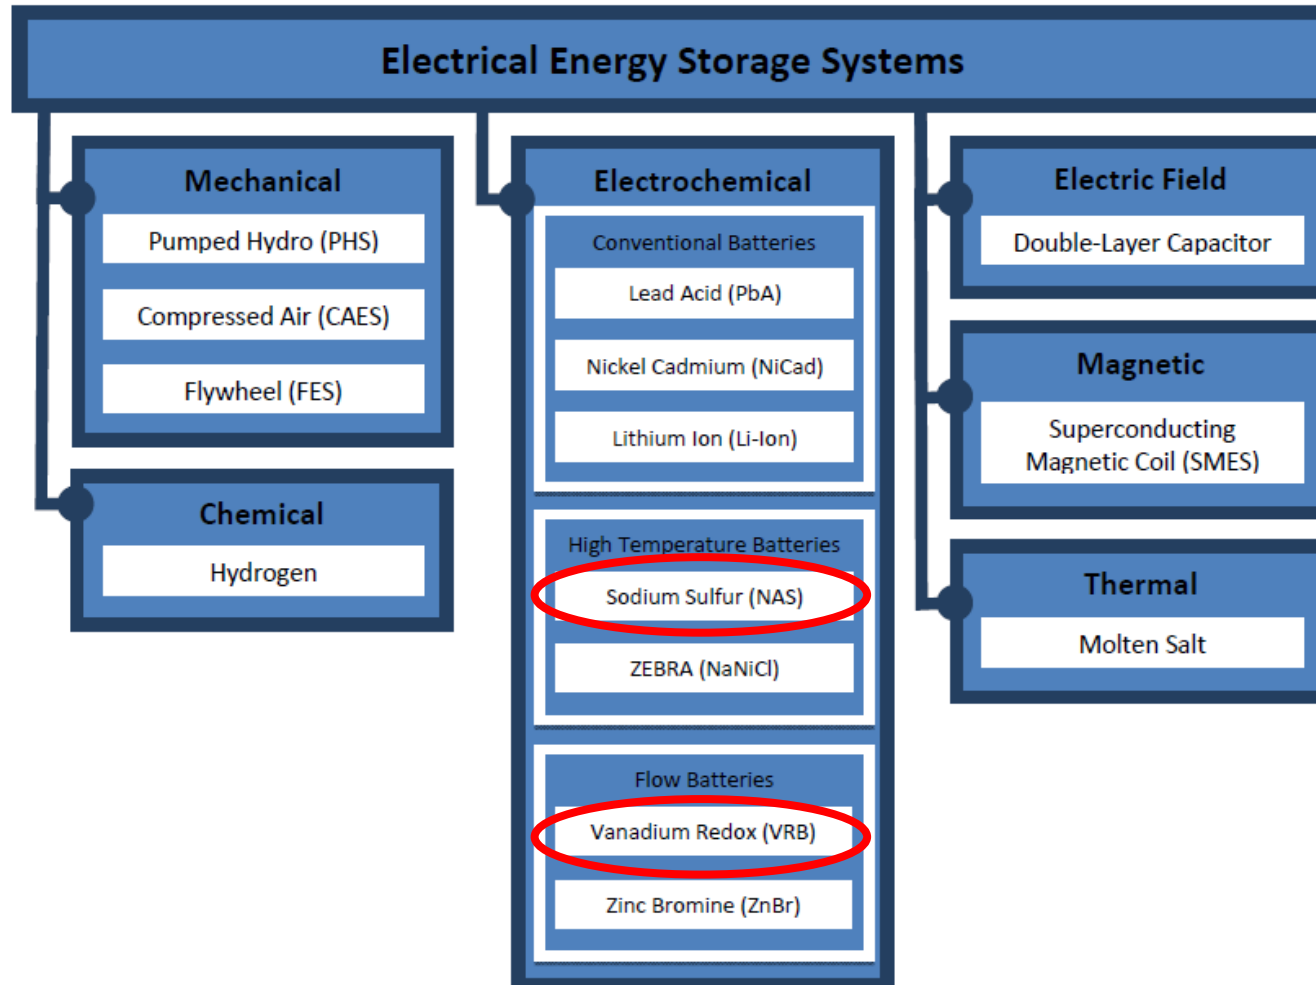 Electrical Energy Storage Systems
Mechanical
Pumped Hydro (PHS)
Compressed Air (CAES)
Flywheel (FES)
Chemical
Hydrogen
Electrochemical
Conventional Batteries
Lead Acid (PbA)
Nickel Cadmium (NiCad)
Lithium Ion (Li-Ion)
High Temperature Batteries
Sodium Sulfur (NAS)
ZEBRA (NaNiCl)
Flow Batteries
Vanadium Redox (VRB)
Zinc Bromine (ZnBr)
Electric Field
Double-Layer Capacitor
Magnetic
Superconducting
Magnetic Coil (SMES)
Thermal
Molten Salt